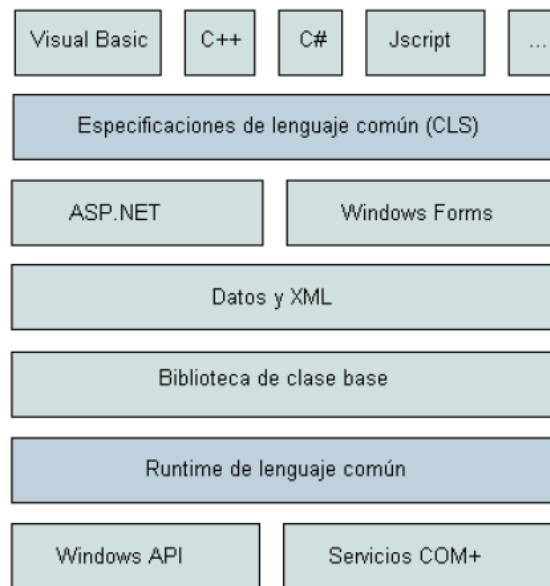 Visual Basic C++ C# Jscript ...
Especificaciones de lenguaje común (CLS)
ASP.NET Windows Forms
Datos y XML
Biblioteca de clase base
Runtime de lenguaje común
Windows API Servicios COM+